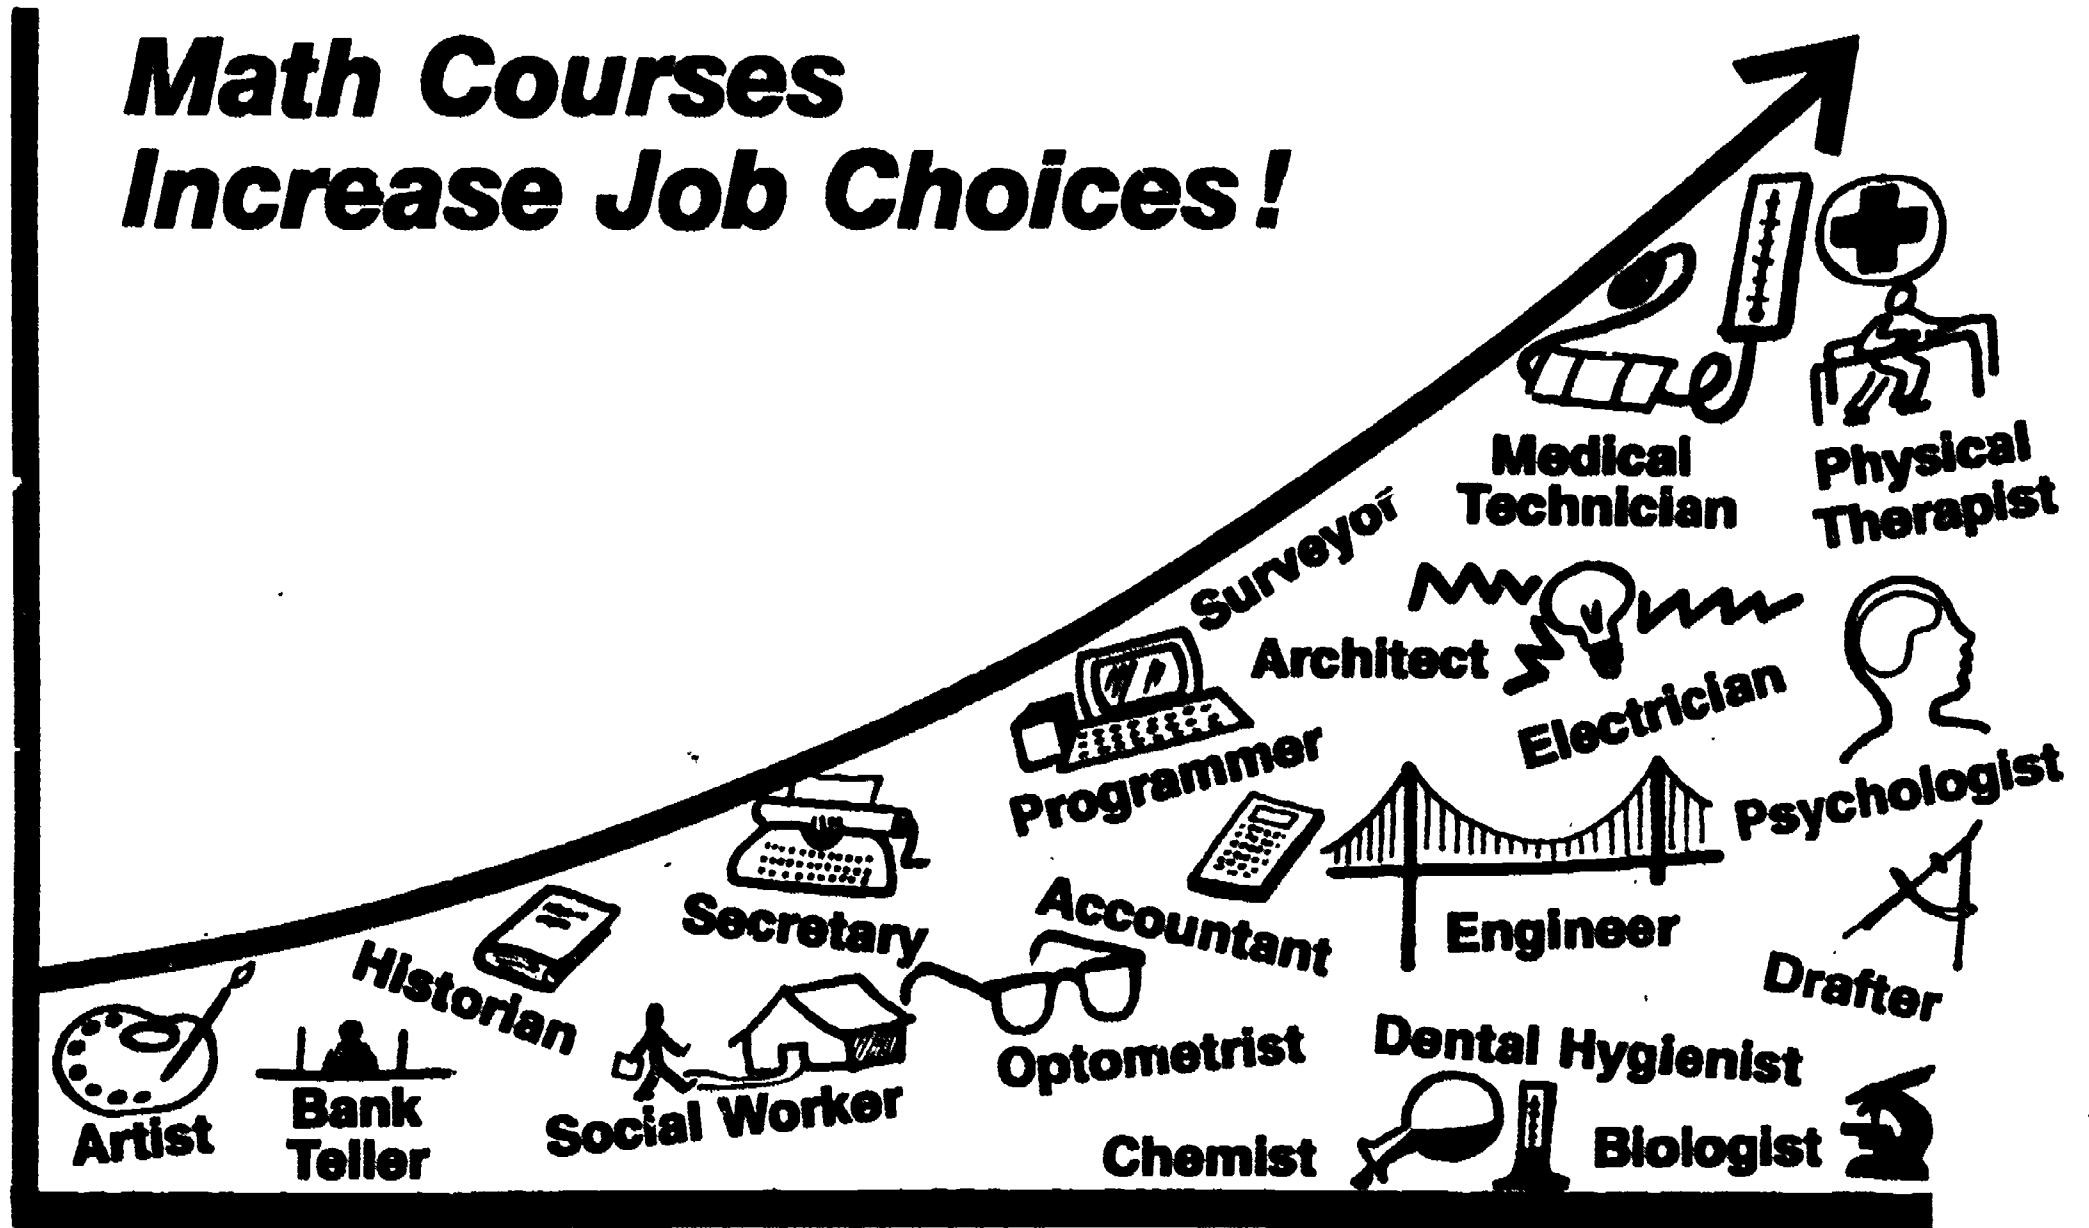 Math Courses
Increase Job Choices!
Medical
Technician
Physical
Therapist
Surveyor
Architect
Electrician
Programmer
Psychologist
Secretary
Accountant
Engineer
Historian
Drafter
Optometrist
Dental Hygienist
Artist
Bank
Teller
Social Worker
Chemist
Biologist